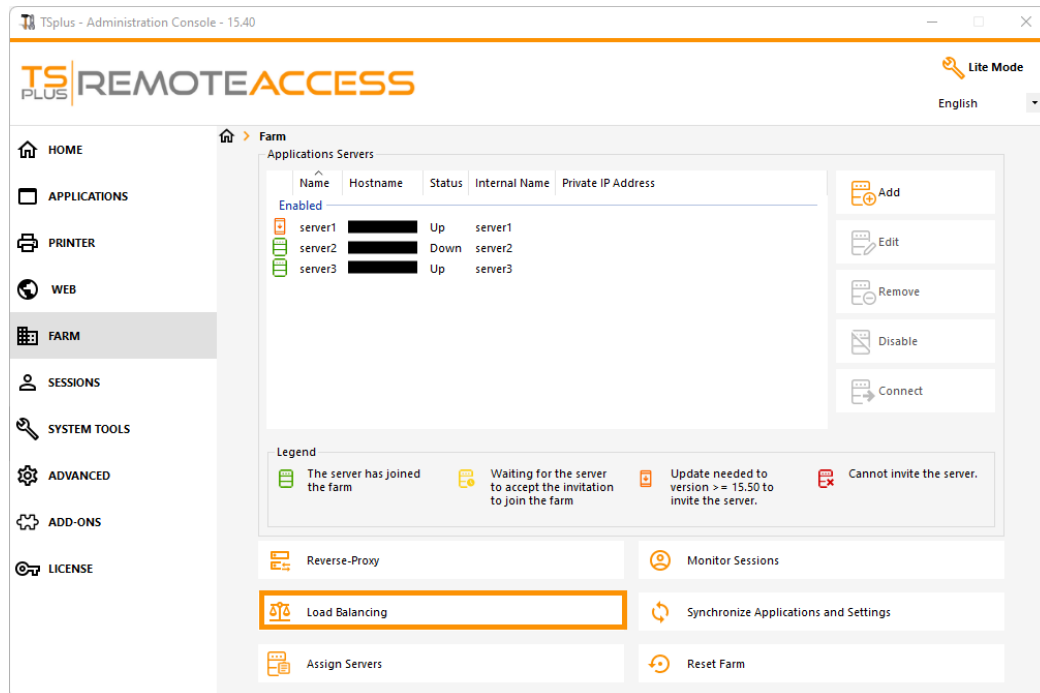 TSplus - Administration Console - 15.40
TS PLUS REMOTEACCESS
Lite Mode
English
HOME
APPLICATIONS
PRINTER
WEB
FARM
SESSIONS
SYSTEM TOOLS
ADVANCED
ADD-ONS
LICENSE
Farm
Applications Servers
Name Hostname Status Internal Name Private IP Address
Enabled
server1 Up server1
server2 Down server2
server3 Up server3
Add
Edit
Remove
Disable
Connect
Legend
The server has joined
the farm
Waiting for the server
to accept the invitation
to join the farm
Update needed to
version >= 15.50 to
invite the server.
Cannot invite the server.
Reverse-Proxy
Monitor Sessions
Load Balancing
Synchronize Applications and Settings
Assign Servers
Reset Farm